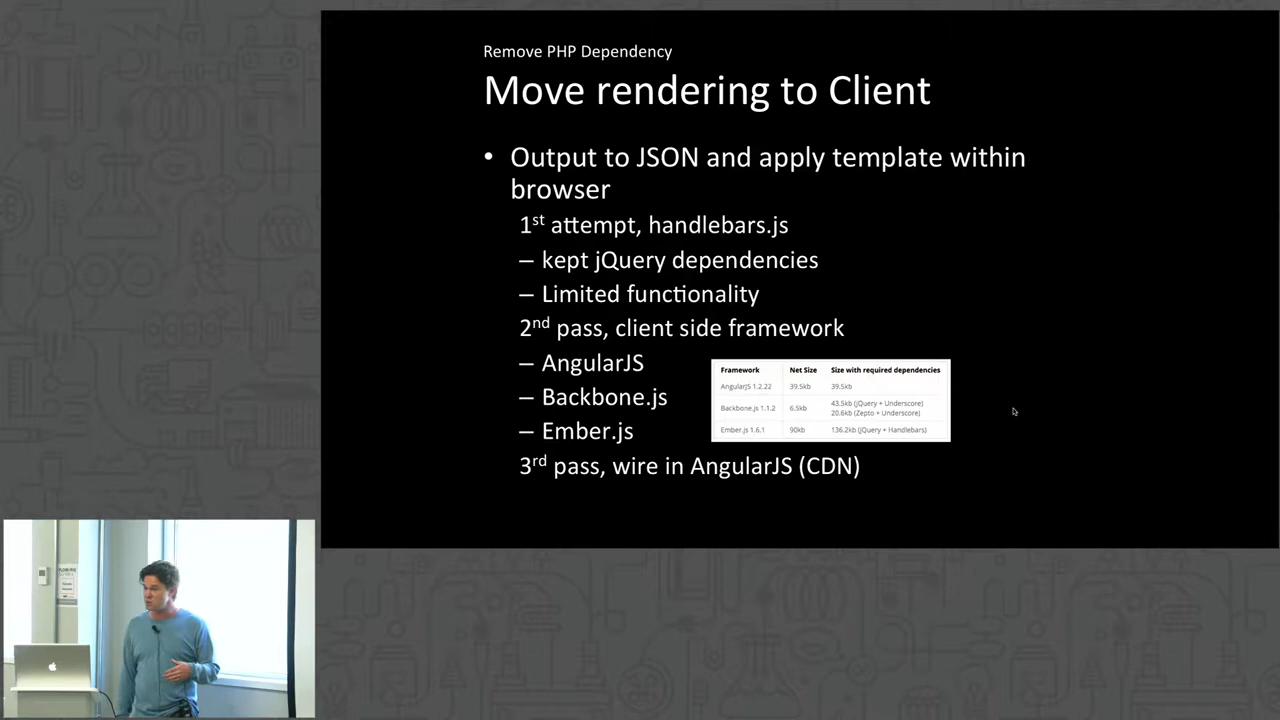 Remove PHP Dependency
Move rendering to Client
• Output to JSON and apply template within
browser
1st attempt, handlebars.js
– kept jQuery dependencies
– Limited functionality
2nd pass, client side framework
– AngularJS
– Backbone.js
– Ember.js
Framework Net Size Size with required dependencies
AngularJS 1.2.22 39.5kb 39.5kb
Backbone.js 1.1.2 6.5kb 43.5kb (jQuery + Underscore)
20.6kb (Zepto + Underscore)
Ember.js 1.6.1 90kb 136.2kb (jQuery + Handlebars)
3rd pass, wire in AngularJS (CDN)